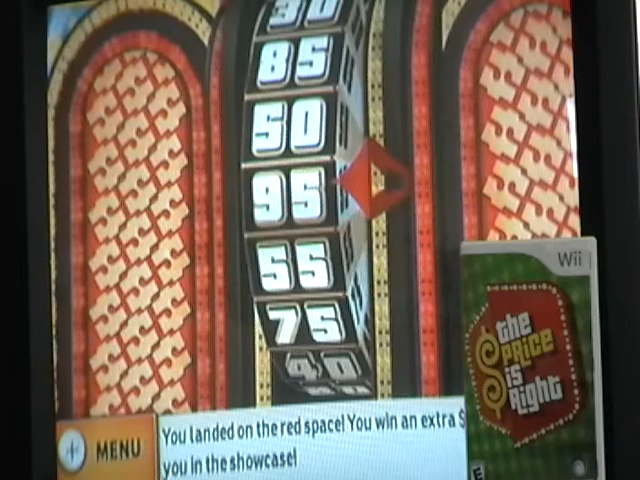 30
85
50
95
55
75
40
Wii
the
PRICE
is
Right
MENU
You landed on the red space! You win an extra $
you in the showcase!
E